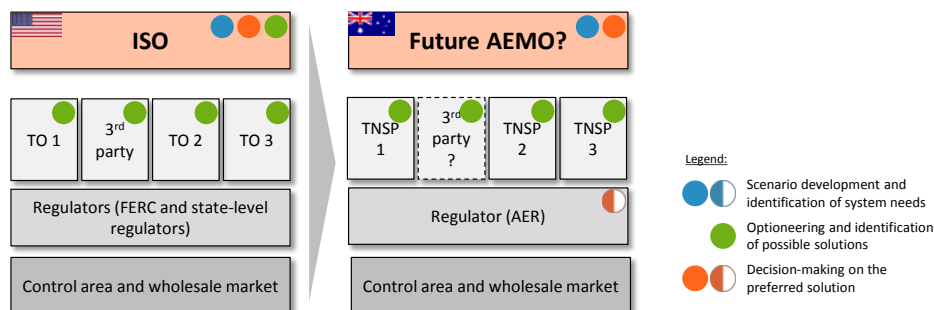 ISO
Future AEMO?
TO 1
3rd
party
TO 2
TO 3
TNSP
1
3rd
party
?
TNSP
2
TNSP
3
Regulators (FERC and state-level
regulators)
Regulator (AER)
Control area and wholesale market
Control area and wholesale market
Legend:
Scenario development and
identification of system needs
Optioneering and identification
of possible solutions
Decision-making on the
preferred solution